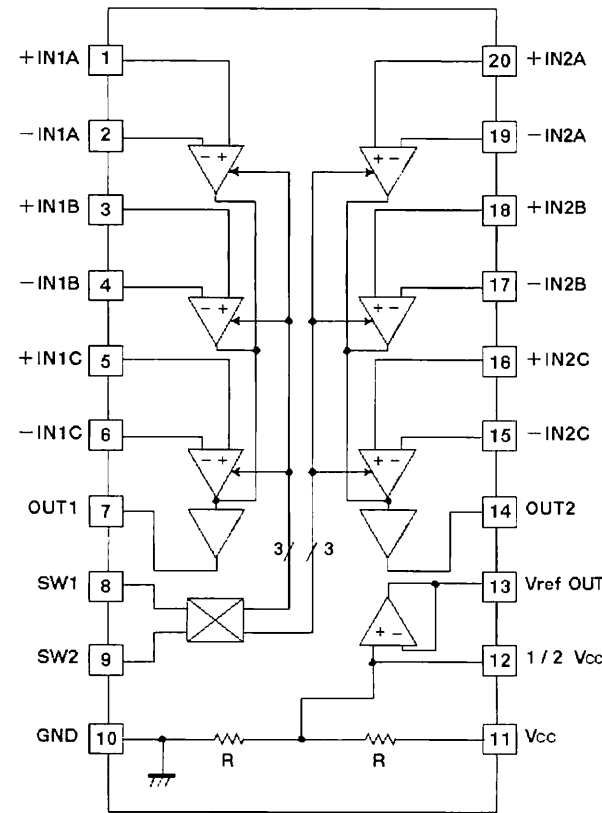 +IN1A 1 20 +IN2A
−IN1A 2 19 −IN2A
− + + −
+IN1B 3 18 +IN2B
−IN1B 4 17 −IN2B
− + + −
+IN1C 5 16 +IN2C
−IN1C 6 15 −IN2C
− + + −
OUT1 7 14 OUT2
3 3
SW1 8 13 Vref OUT
+ −
SW2 9 12 1/2 Vcc
GND 10 11 Vcc
R R